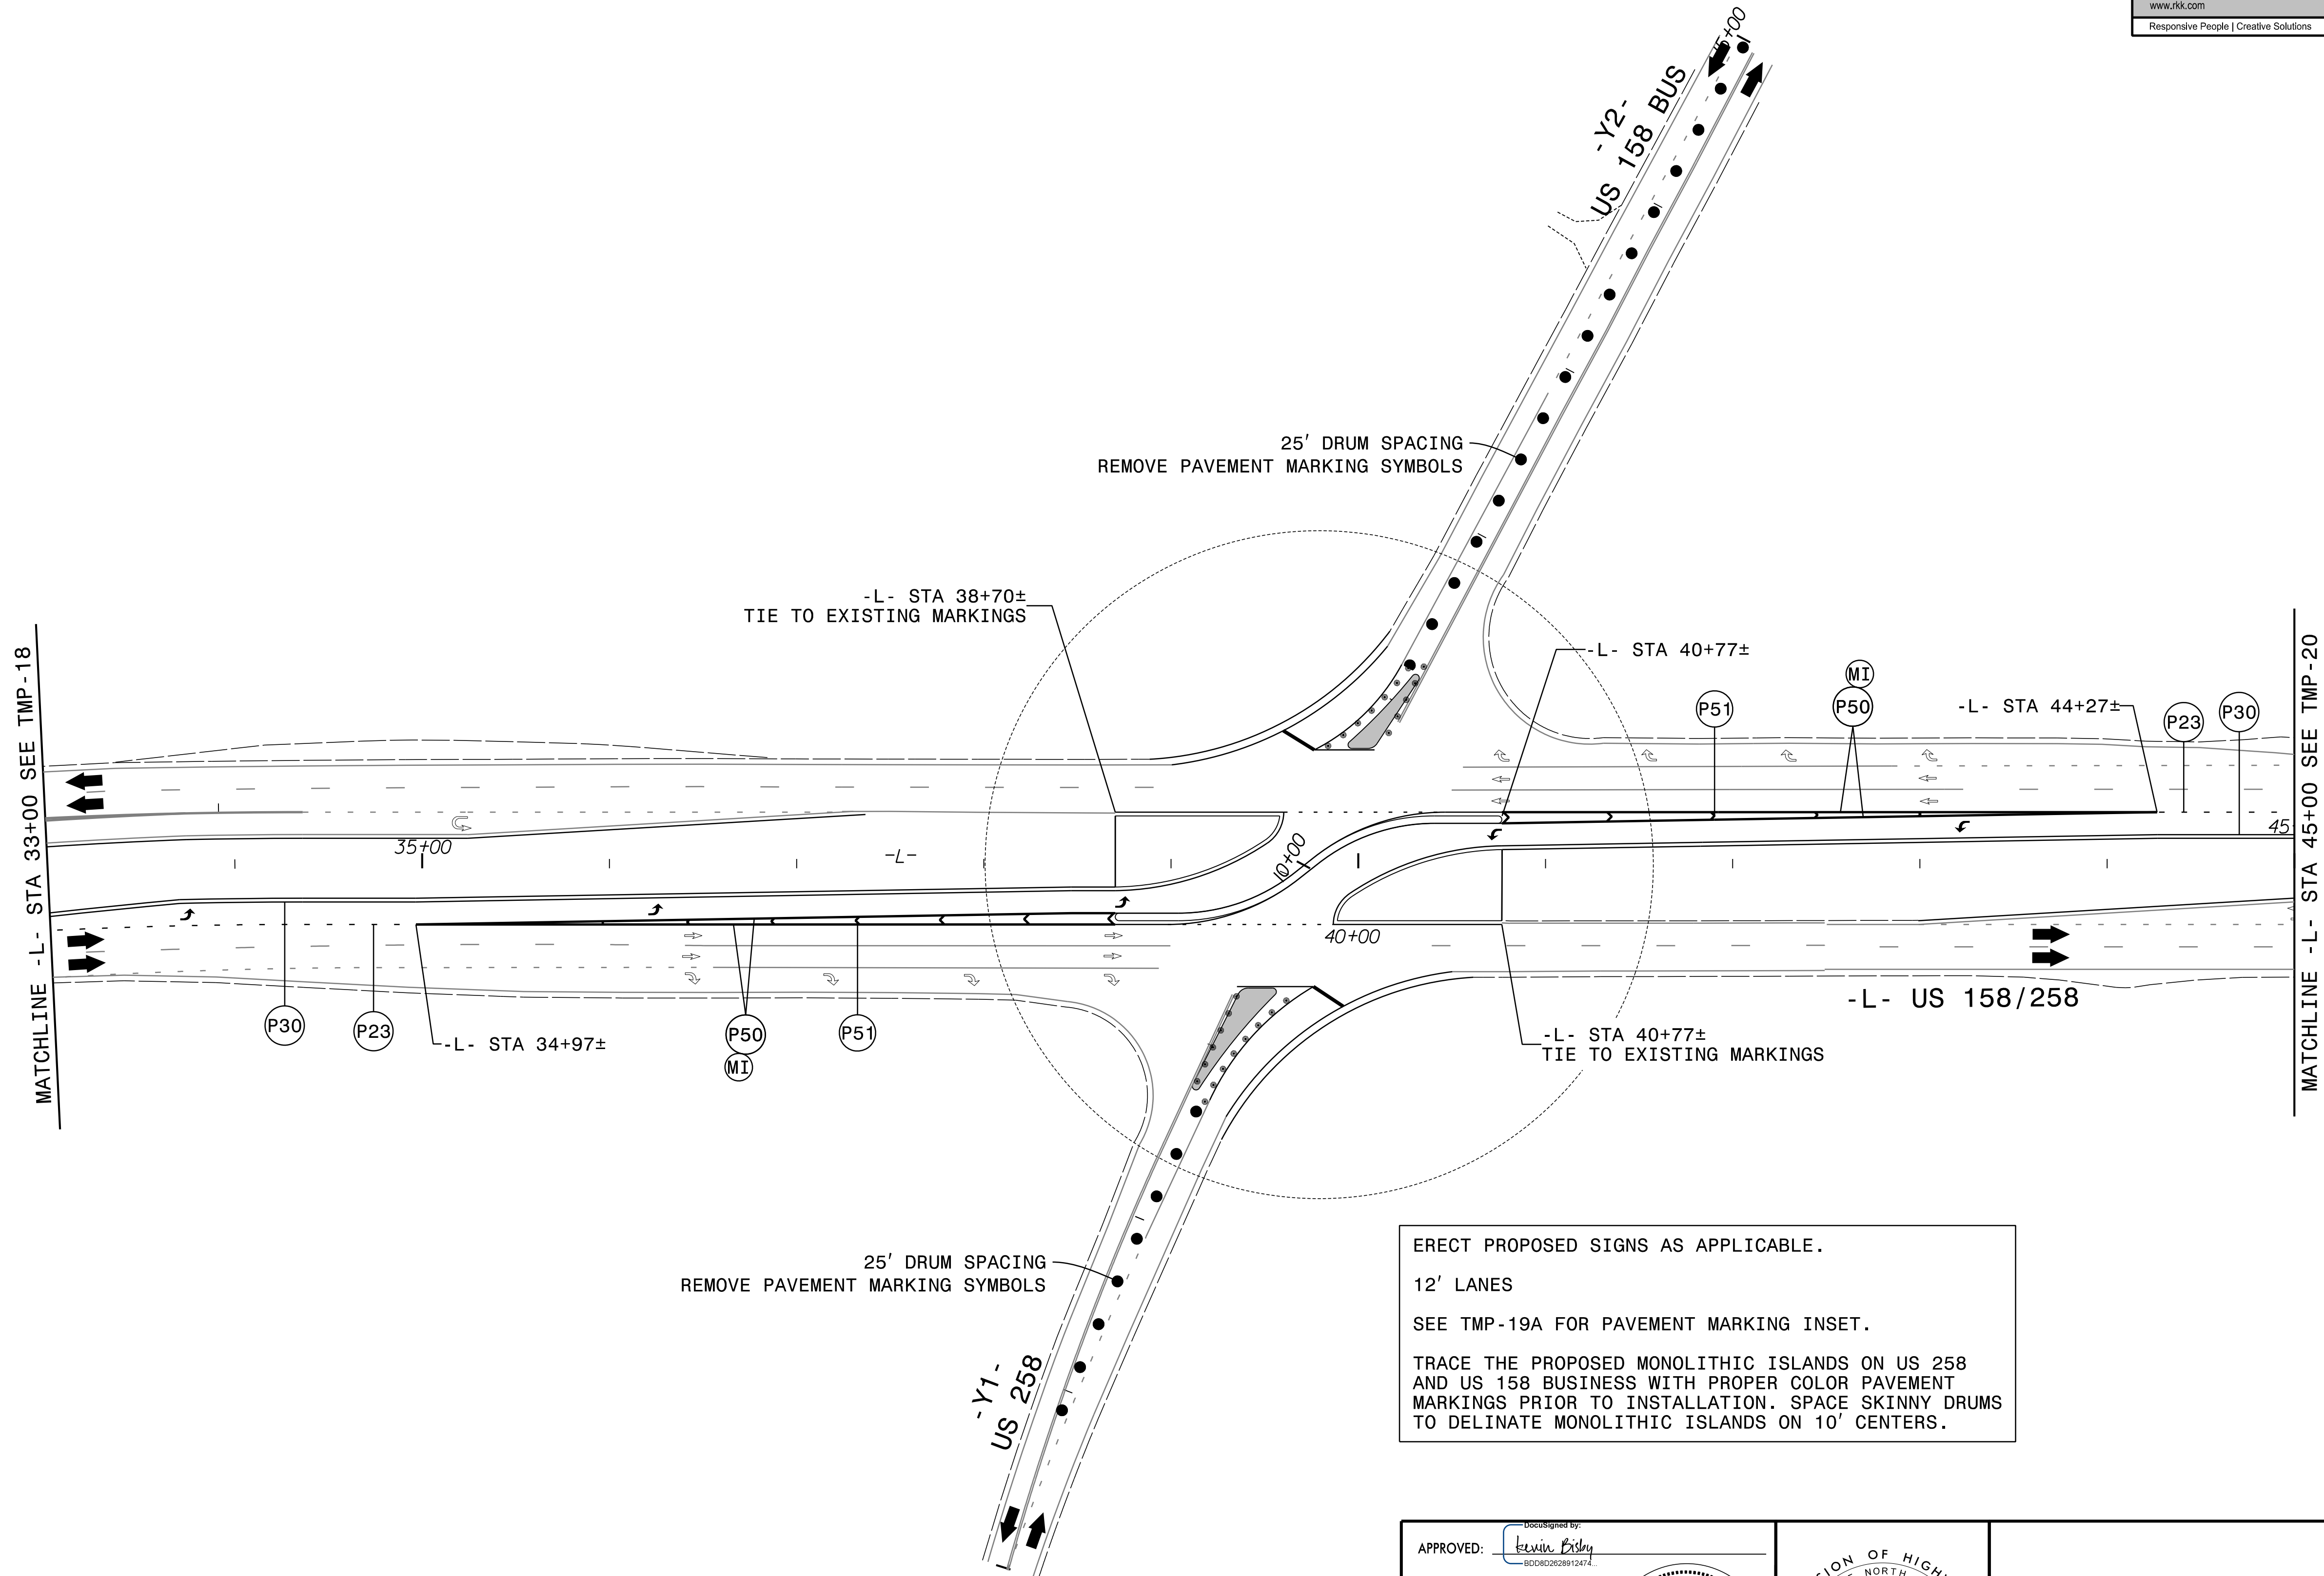 www.rkk.com
Responsive People | Creative Solutions
15+00
-Y2-
US 158 BUS
25' DRUM SPACING
REMOVE PAVEMENT MARKING SYMBOLS
-L- STA 38+70±
TIE TO EXISTING MARKINGS
-L- STA 40+77±
MI
P51
P50
-L- STA 44+27±
P23
P30
MATCHLINE -L- STA 33+00 SEE TMP-18
MATCHLINE -L- STA 45+00 SEE TMP-20
35+00
-L-
10+00
45
40+00
-L- US 158/258
P30
P23
-L- STA 34+97±
P50
MI
P51
-L- STA 40+77±
TIE TO EXISTING MARKINGS
25' DRUM SPACING
REMOVE PAVEMENT MARKING SYMBOLS
-Y1-
US 258
ERECT PROPOSED SIGNS AS APPLICABLE.
12' LANES
SEE TMP-19A FOR PAVEMENT MARKING INSET.
TRACE THE PROPOSED MONOLITHIC ISLANDS ON US 258
AND US 158 BUSINESS WITH PROPER COLOR PAVEMENT
MARKINGS PRIOR TO INSTALLATION. SPACE SKINNY DRUMS
TO DELINATE MONOLITHIC ISLANDS ON 10' CENTERS.
DocuSigned by:
APPROVED: Kevin Bisby
BDD8D2628912474...
OF
NORTH